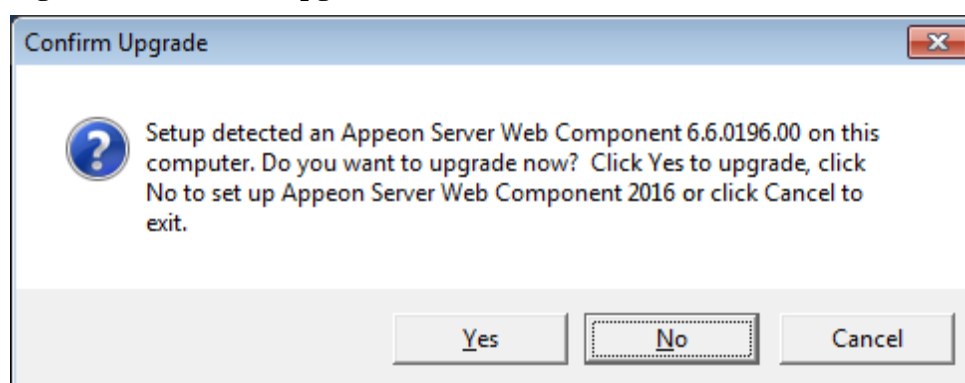 Confirm Upgrade
Setup detected an Appeon Server Web Component 6.6.0196.00 on this
computer. Do you want to upgrade now?  Click Yes to upgrade, click
No to set up Appeon Server Web Component 2016 or click Cancel to
exit.
Yes
No
Cancel